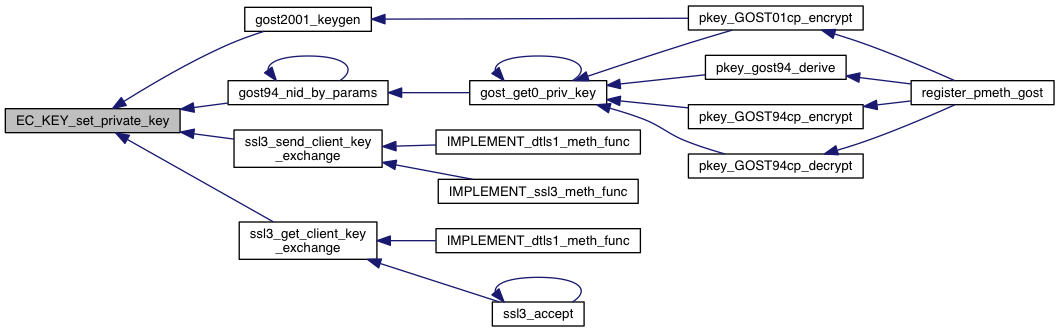 EC_KEY_set_private_key
gost2001_keygen
gost94_nid_by_params
ssl3_send_client_key
_exchange
ssl3_get_client_key
_exchange
gost_get0_priv_key
IMPLEMENT_dtls1_meth_func
IMPLEMENT_ssl3_meth_func
IMPLEMENT_dtls1_meth_func
ssl3_accept
pkey_GOST01cp_encrypt
pkey_gost94_derive
pkey_GOST94cp_encrypt
pkey_GOST94cp_decrypt
register_pmeth_gost